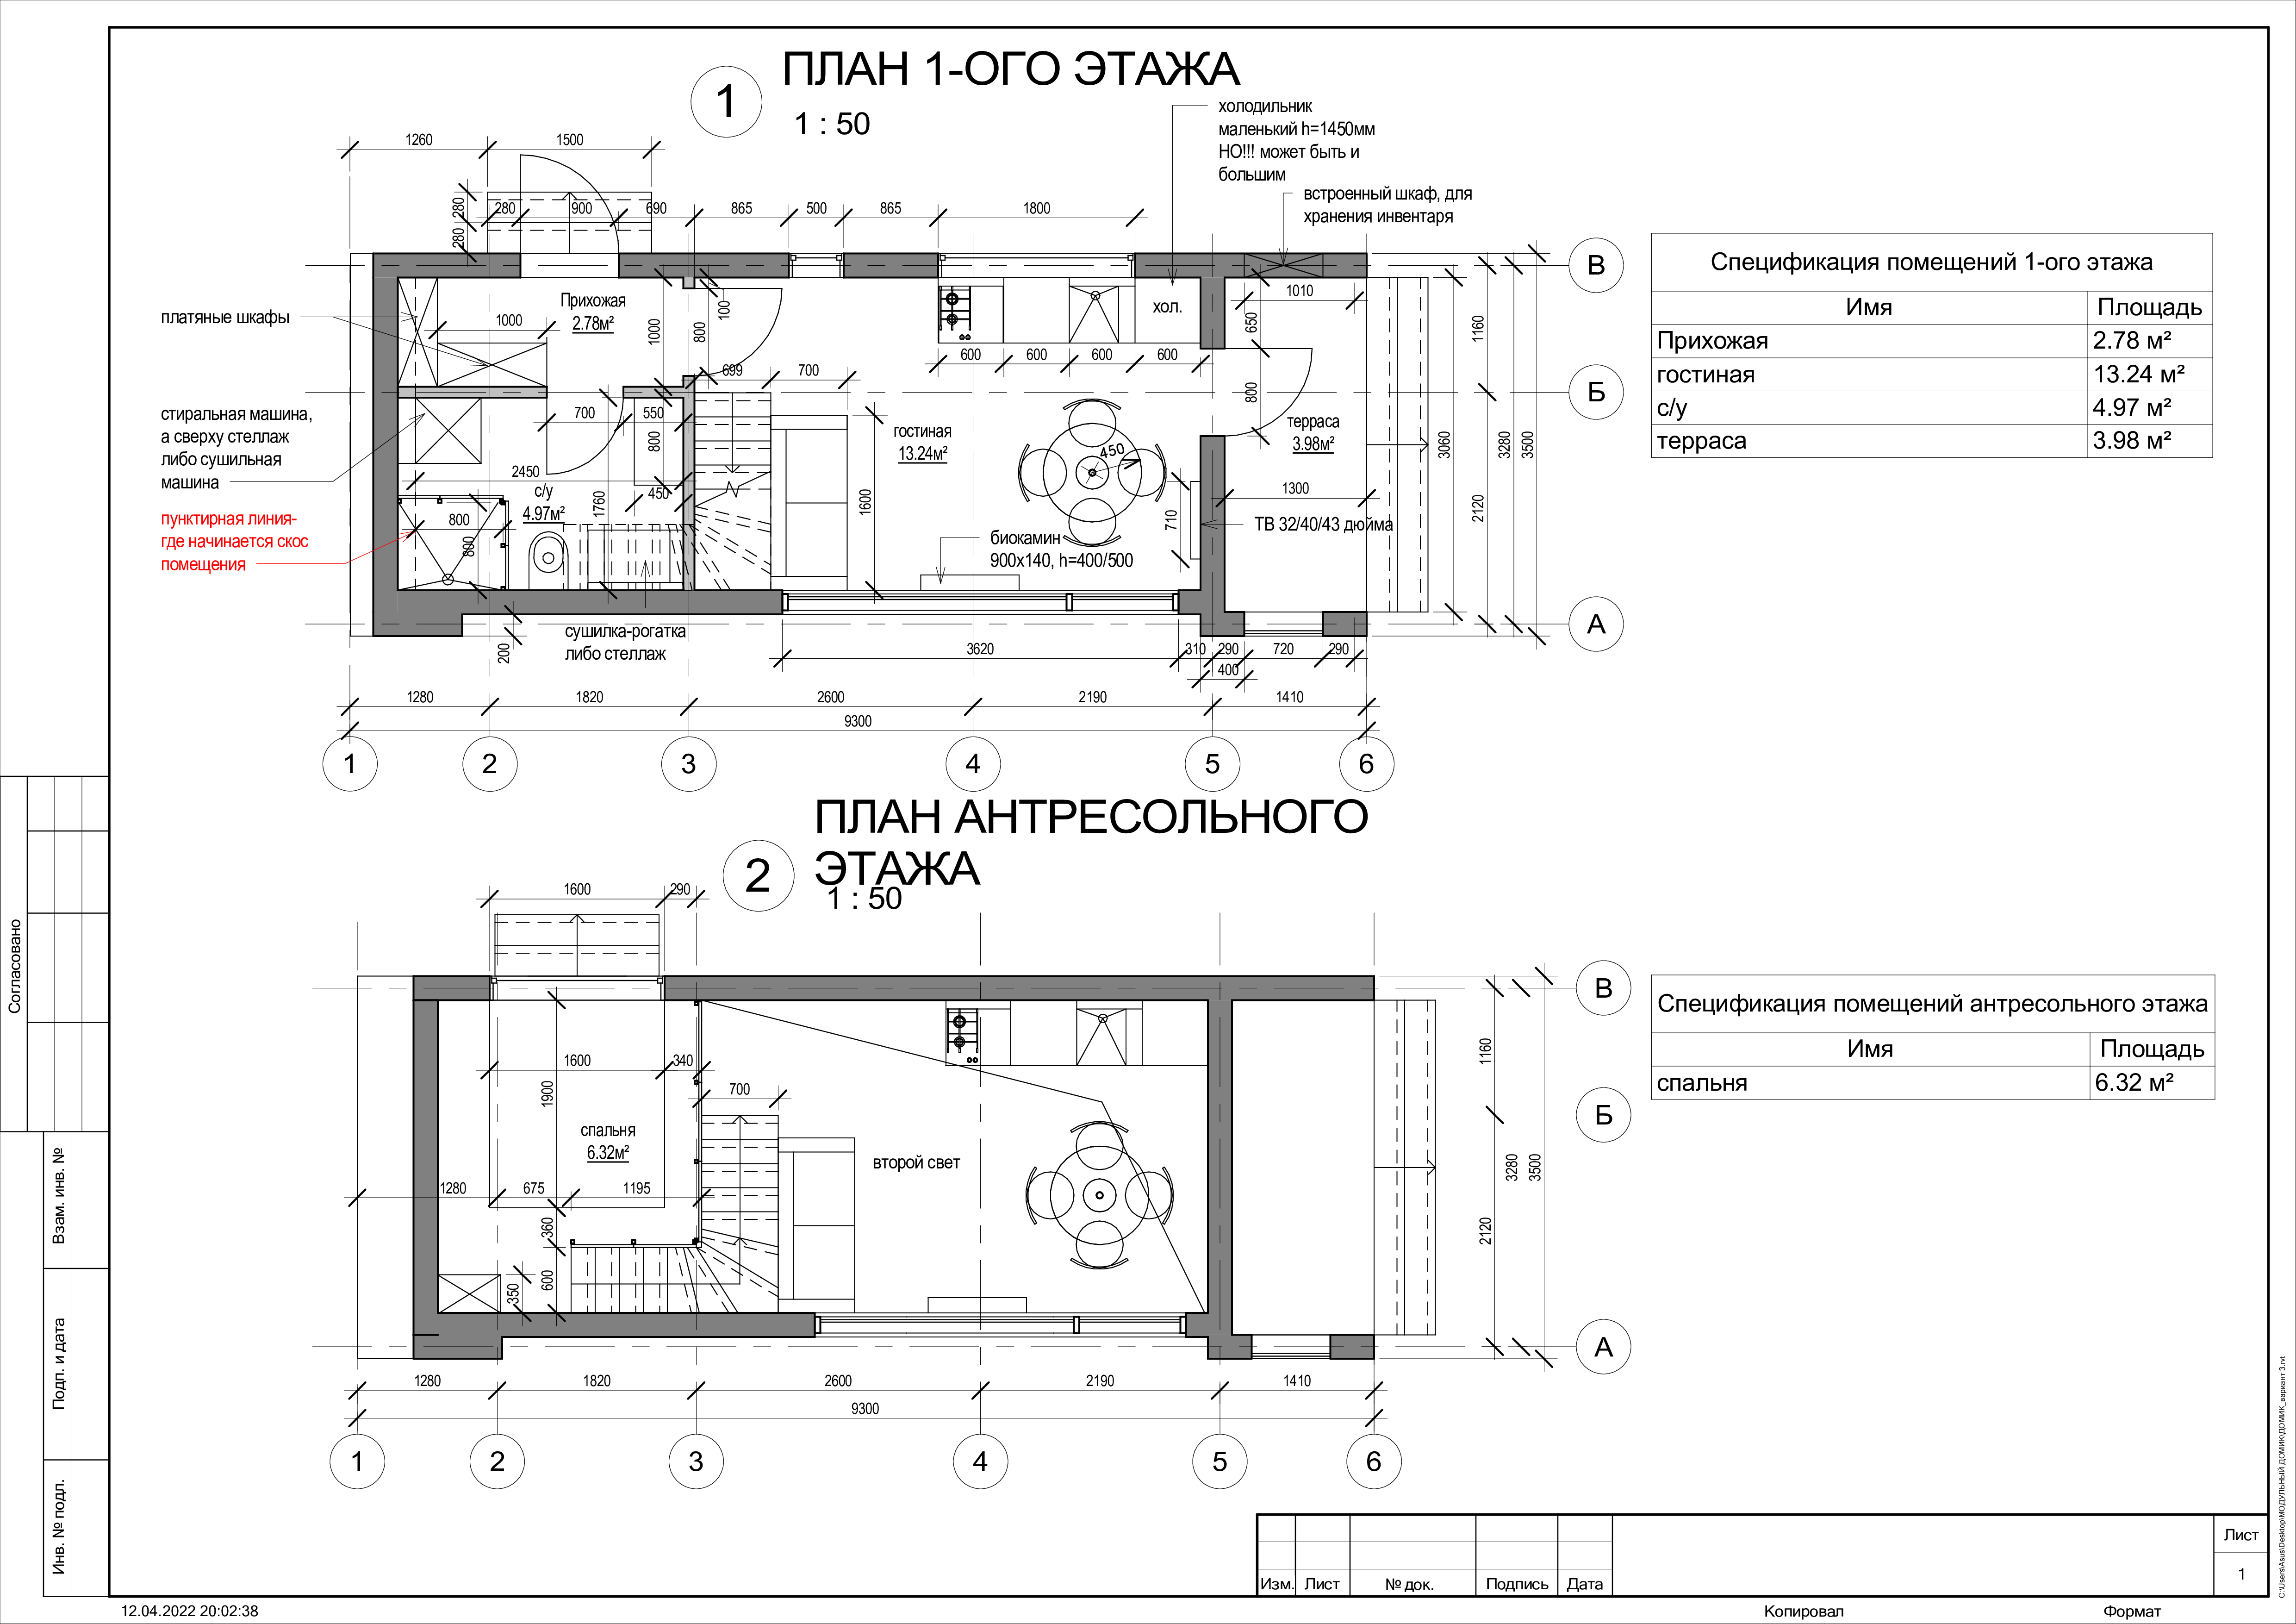 ПЛАН 1-ОГО ЭТАЖА
1
1 : 50
холодильник
маленький h=1450мм
НО!!! может быть и
большим
встроенный шкаф, для
хранения инвентаря
1260
1500
280
280
280
900
690
865
500
865
1800
В
Прихожая
2.78м²
платяные шкафы
1000
1000
800
100
хол.
1010
650
1160
600
600
600
600
699
700
800
Б
стиральная машина,
а сверху стеллаж
либо сушильная
машина
700
550
800
гостиная
13.24м²
450
терраса
3.98м²
3060
3280
3500
2450
с/у
4.97м²
1760
450
1600
1300
2120
710
ТВ 32/40/43 дюйма
пунктирная линия-
где начинается скос
помещения
800
800
биокамин
900х140, h=400/500
А
сушилка-рогатка
либо стеллаж
200
3620
310
290
720
290
400
1280
1820
2600
2190
1410
9300
1
2
3
4
5
6
Спецификация помещений 1-ого этажа
Имя
Площадь
Прихожая
2.78 м²
гостиная
13.24 м²
с/у
4.97 м²
терраса
3.98 м²
ПЛАН АНТРЕСОЛЬНОГО
ЭТАЖА
2
1 : 50
1600
290
В
1600
340
1900
700
1160
Б
спальня
6.32м²
второй свет
1280
675
1195
360
600
350
3280
3500
2120
А
1280
1820
2600
2190
1410
9300
1
2
3
4
5
6
Спецификация помещений антресольного этажа
Имя
Площадь
спальня
6.32 м²
Согласовано
Взам. инв. №
Подп. и дата
Инв. № подл.
Изм.
Лист
№ док.
Подпись
Дата
Лист
1
C:\Users\Asus\Desktop\МОДУЛЬНЫЙ ДОМИК\ДОМИК_вариант 3.rvt
12.04.2022 20:02:38
Копировал
Формат